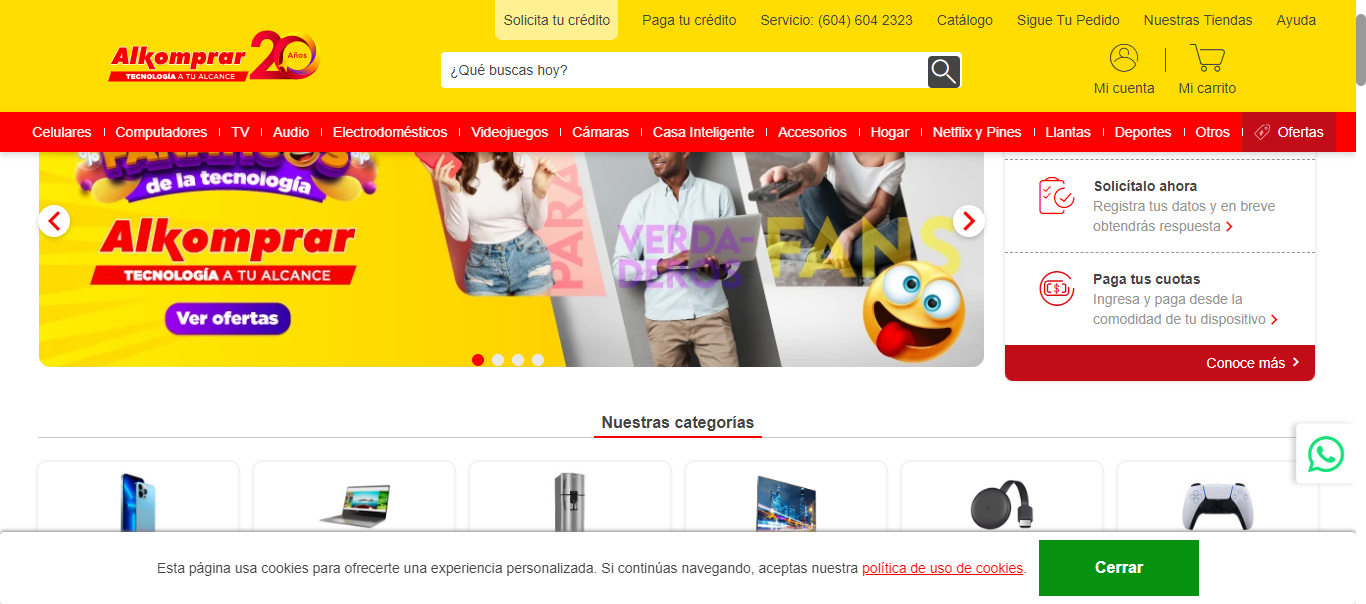 Solicita tu crédito
Paga tu crédito
Servicio: (604) 604 2323
Catálogo
Sigue Tu Pedido
Nuestras Tiendas
Ayuda
Alkomprar
TECNOLOGÍA A TU ALCANCE
20 Años
¿Qué buscas hoy?
Mi cuenta
Mi carrito
Celulares
Computadores
TV
Audio
Electrodomésticos
Videojuegos
Cámaras
Casa Inteligente
Accesorios
Hogar
Netflix y Pines
Llantas
Deportes
Otros
Ofertas
de la tecnología
Alkomprar
TECNOLOGÍA A TU ALCANCE
Ver ofertas
PARA
VERDA-
DEROS
FANS
Solicítalo ahora
Registra tus datos y en breve
obtendrás respuesta
Paga tus cuotas
$
Ingresa y paga desde la
comodidad de tu dispositivo
Conoce más
Nuestras categorías
Esta página usa cookies para ofrecerte una experiencia personalizada. Si continúas navegando, aceptas nuestra política de uso de cookies.
Cerrar